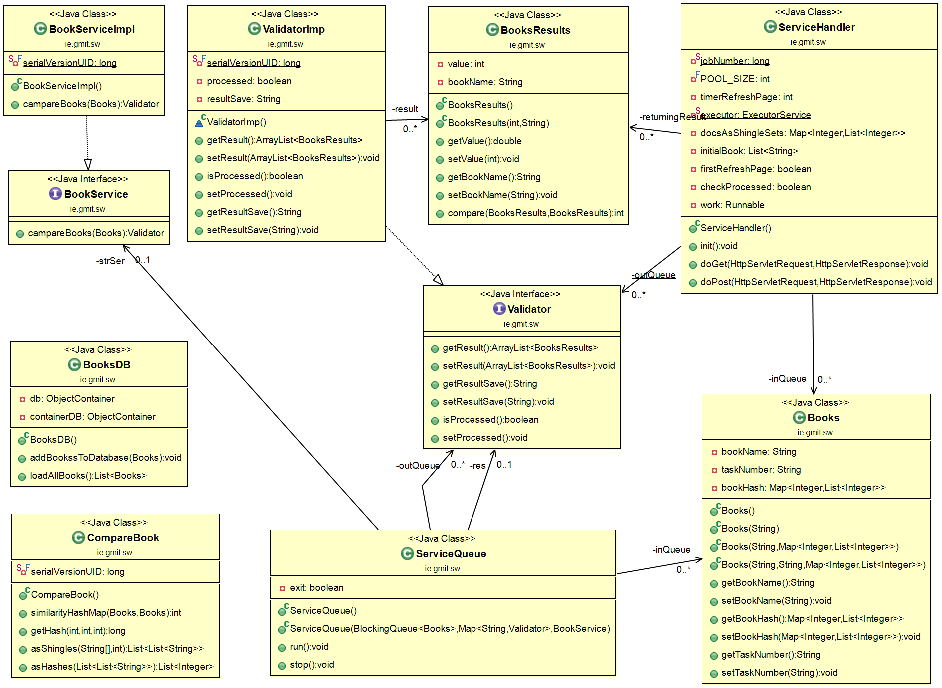 <<Java Class>>
BookServiceImpl
ie.gmit.sw
serialVersionUID: long
BookServiceImpl()
campareBooks(Books):Validator
<<Java Class>>
ValidatorImp
ie.gmit.sw
serialVersionUID: long
processed: boolean
resultSave: String
ValidatorImp()
getResult():ArrayList<BooksResults>
setResult(ArrayList<BooksResults>):void
isProcessed():boolean
setProcessed():void
getResultSave():String
setResultSave(String):void
-result
0..*
<<Java Class>>
BooksResults
ie.gmit.sw
value: int
bookName: String
BooksResults()
BooksResults(int,String)
getValue():double
setValue(int):void
getBookName():String
setBookName(String):void
compare(BooksResults,BooksResults):int
-returningResult
0..*
<<Java Class>>
ServiceHandler
ie.gmit.sw
jobNumber: long
POOL_SIZE: int
timerRefreshPage: int
executor: ExecutorService
docsAsShingleSets: Map<Integer,List<Integer>>
initialBook: List<String>
firstRefreshPage: boolean
checkProcessed: boolean
work: Runnable
ServiceHandler()
init():void
doGet(HttpServletRequest,HttpServletResponse):void
doPost(HttpServletRequest,HttpServletResponse):void
<<Java Interface>>
BookService
ie.gmit.sw
campareBooks(Books):Validator
-strSer
0..1
-outQueue
0..*
<<Java Interface>>
Validator
ie.gmit.sw
getResult():ArrayList<BooksResults>
setResult(ArrayList<BooksResults>):void
getResultSave():String
setResultSave(String):void
isProcessed():boolean
setProcessed():void
-outQueue
0..*
-res
0..1
<<Java Class>>
BooksDB
ie.gmit.sw
db: ObjectContainer
containerDB: ObjectContainer
BooksDB()
addBookssToDatabase(Books):void
loadAllBooks():List<Books>
-inQueue
0..*
<<Java Class>>
Books
ie.gmit.sw
bookName: String
taskNumber: String
bookHash: Map<Integer,List<Integer>>
Books()
Books(String)
Books(String,Map<Integer,List<Integer>>)
Books(String,String,Map<Integer,List<Integer>>)
getBookName():String
setBookName(String):void
getBookHash():Map<Integer,List<Integer>>
setBookHash(Map<Integer,List<Integer>>):void
getTaskNumber():String
setTaskNumber(String):void
<<Java Class>>
CompareBook
ie.gmit.sw
serialVersionUID: long
CompareBook()
similarityHashMap(Books,Books):int
getHash(int,int,int):long
asShingles(String[],int):List<List<String>>
asHashes(List<List<String>>):List<Integer>
<<Java Class>>
ServiceQueue
ie.gmit.sw
exit: boolean
ServiceQueue()
ServiceQueue(BlockingQueue<Books>,Map<String,Validator>,BookService)
run():void
stop():void
-inQueue
0..*